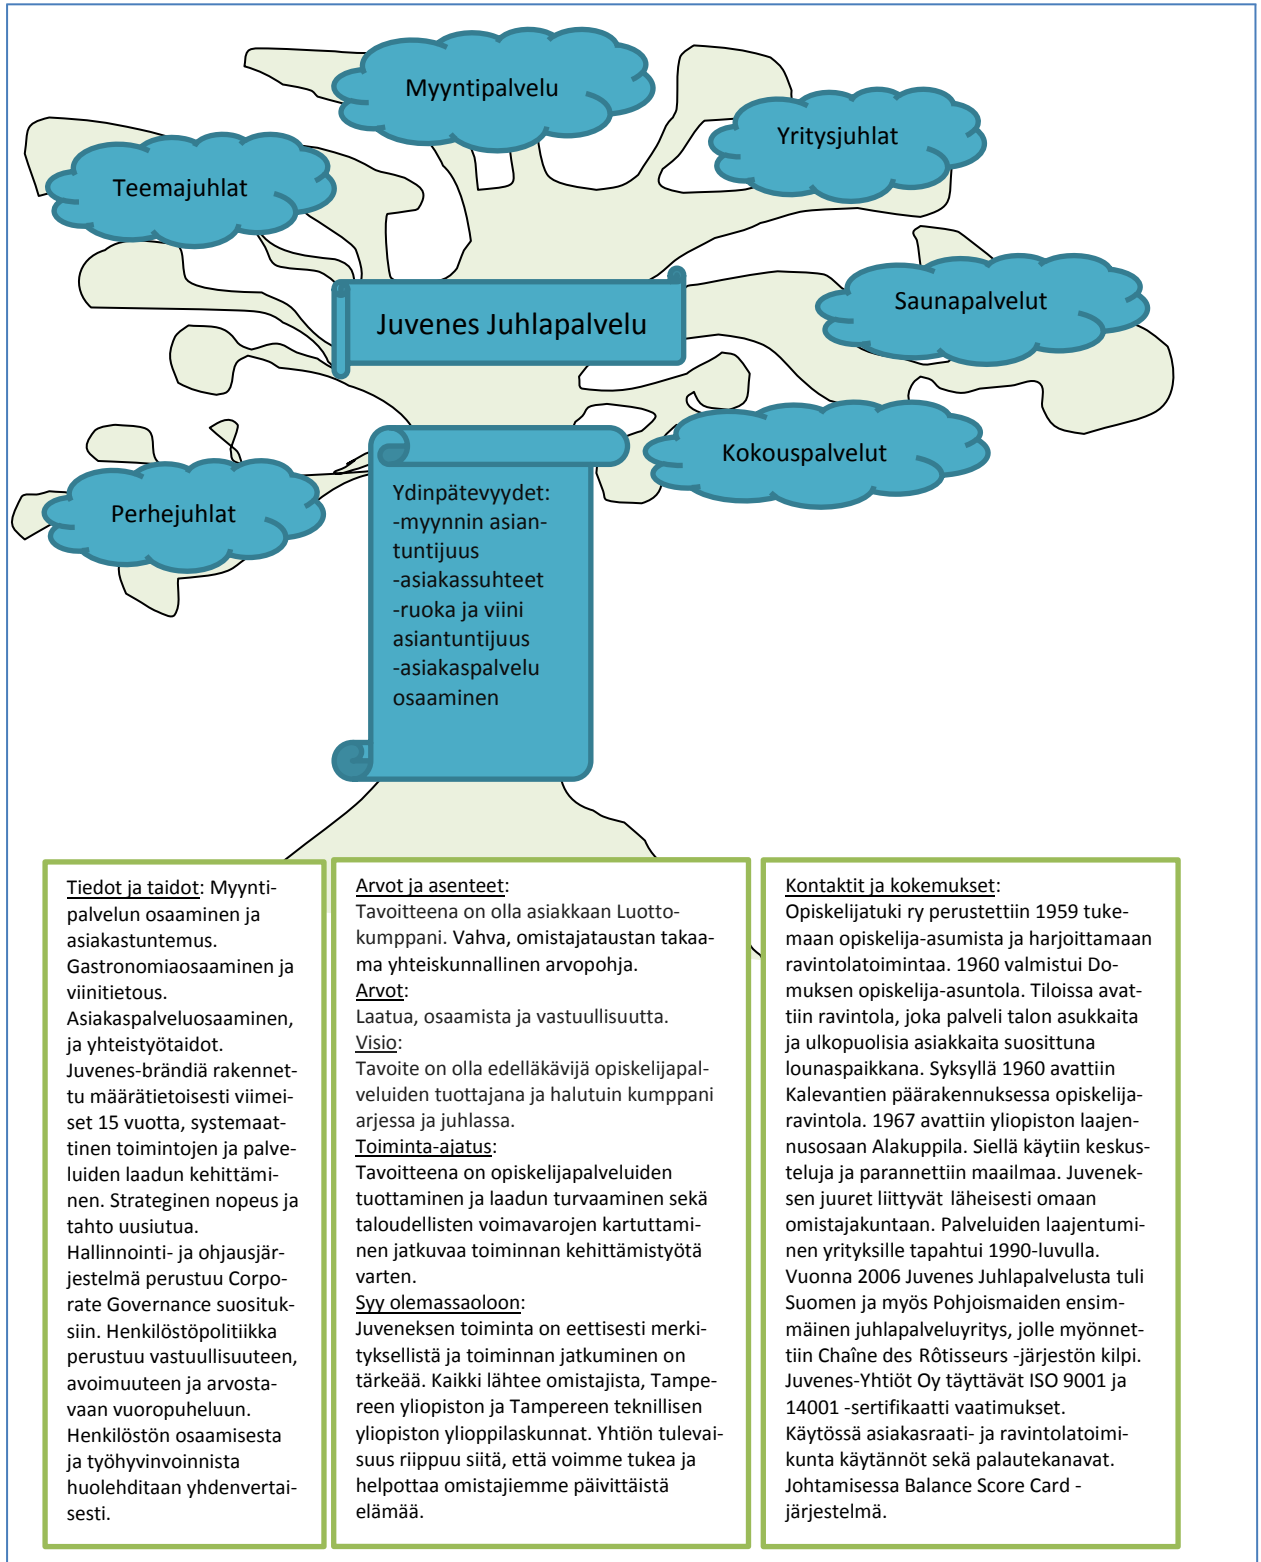 Myyntipalvelu
Yritysjuhlat
Teemajuhlat
Saunapalvelut
Juvenes Juhlapalvelu
Kokouspalvelut
Perhejuhlat
Ydinpätevyydet:
-myynnin asian-
tuntijuus
-asiakassuhteet
-ruoka ja viini
asiantuntijuus
-asiakaspalvelu
osaaminen
Tiedot ja taidot: Myynti-
palvelun osaaminen ja
asiakastuntemus.
Gastronomiaosaaminen ja
viinitietous.
Asiakaspalveluosaaminen,
ja yhteistyötaidot.
Juvenes-brändiä rakennet-
tu määrätietoisesti viimei-
set 15 vuotta, systemaat-
tinen toimintojen ja palve-
luiden laadun kehittämi-
nen. Strateginen nopeus ja
tahto uusiutua.
Hallinnointi- ja ohjausjär-
jestelmä perustuu Corpo-
rate Governance suosituk-
siin. Henkilöstöpolitiikka
perustuu vastuullisuuteen,
avoimuuteen ja arvosta-
vaan vuoropuheluun.
Henkilöstön osaamisesta
ja työhyvinvoinnista
huolehditaan yhdenvertai-
sesti.
Arvot ja asenteet:
Tavoitteena on olla asiakkaan Luotto-
kumppani. Vahva, omistajataustan takaa-
ma yhteiskunnallinen arvopohja.
Arvot:
Laatua, osaamista ja vastuullisuutta.
Visio:
Tavoite on olla edelläkävijä opiskelijapal-
veluiden tuottajana ja halutuin kumppani
arjessa ja juhlassa.
Toiminta-ajatus:
Tavoitteena on opiskelijapalveluiden
tuottaminen ja laadun turvaaminen sekä
taloudellisten voimavarojen kartuttami-
nen jatkuvaa toiminnan kehittämistyötä
varten.
Syy olemassaoloon:
Juveneksen toiminta on eettisesti merki-
tyksellistä ja toiminnan jatkuminen on
tärkeää. Kaikki lähtee omistajista, Tampe-
reen yliopiston ja Tampereen teknillisen
yliopiston ylioppilaskunnat. Yhtiön tulevai-
suus riippuu siitä, että voimme tukea ja
helpottaa omistajiemme päivittäistä
elämää.
Kontaktit ja kokemukset:
Opiskelijatuki ry perustettiin 1959 tuke-
maan opiskelija-asumista ja harjoittamaan
ravintolatoimintaa. 1960 valmistui Do-
muksen opiskelija-asuntola. Tiloissa avat-
tiin ravintola, joka palveli talon asukkaita
ja ulkopuolisia asiakkaita suosittuna
lounaspaikkana. Syksyllä 1960 avattiin
Kalevantien päärakennuksessa opiskelija-
ravintola. 1967 avattiin yliopiston laajen-
nusosaan Alakuppila. Siellä käytiin keskus-
teluja ja parannettiin maailmaa. Juvenek-
sen juuret liittyvät läheisesti omaan
omistajakuntaan. Palveluiden laajentumi-
nen yrityksille tapahtui 1990-luvulla.
Vuonna 2006 Juvenes Juhlapalvelusta tuli
Suomen ja myös Pohjoismaiden ensim-
mäinen juhlapalveluyritys, jolle myönnet-
tiin Chaîne des Rôtisseurs -järjestön kilpi.
Juvenes-Yhtiöt Oy täyttävät ISO 9001 ja
14001 -sertifikaatti vaatimukset.
Käytössä asiakasraati- ja ravintolatoimi-
kunta käytännöt sekä palautekanavat.
Johtamisessa Balance Score Card -
järjestelmä.